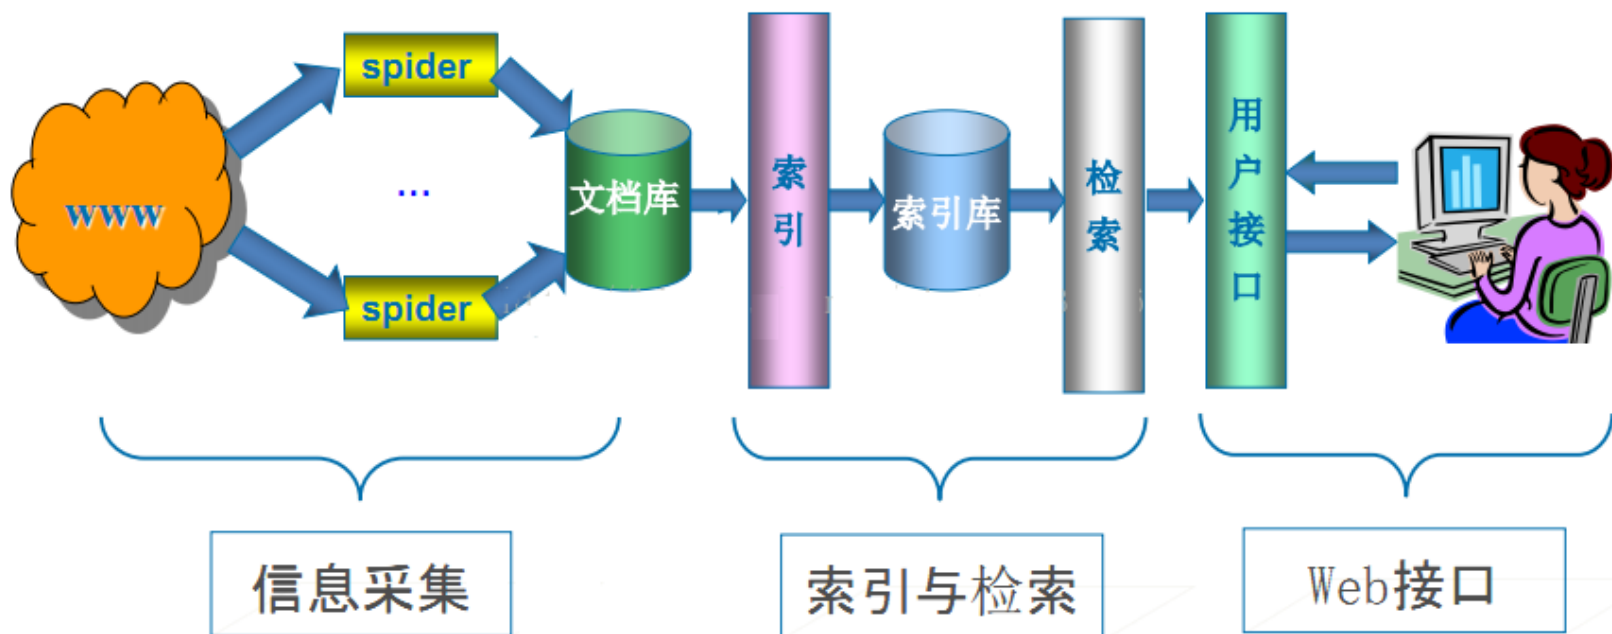 spider
www
...
spider
文档库
索引
索引库
检索
用户接口
信息采集
索引与检索
Web接口